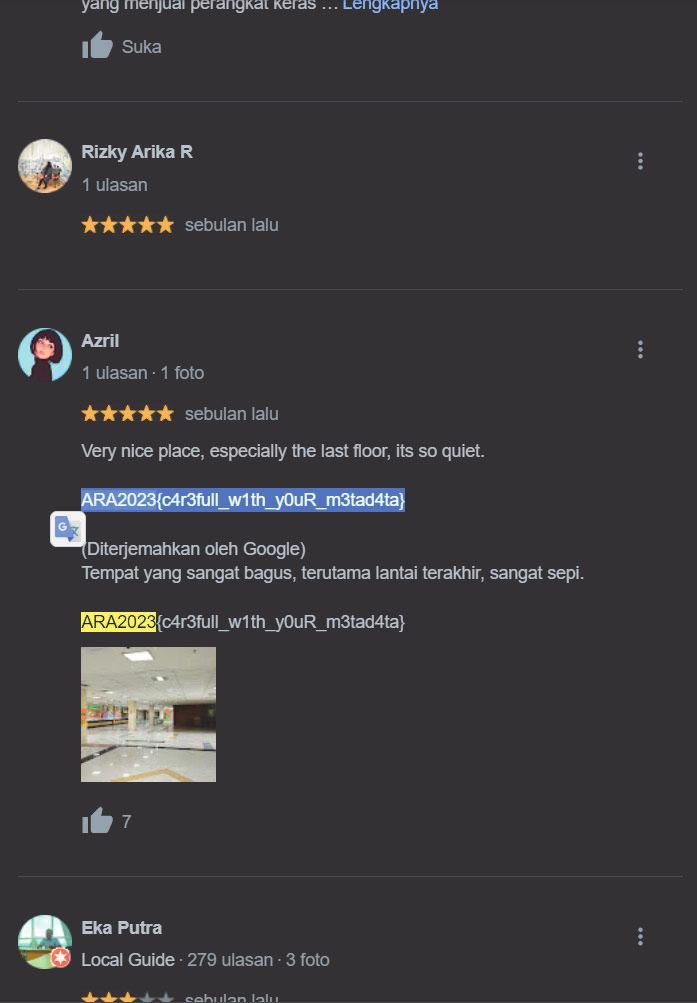 yang menjual perangkat keras … Lengkapnya
Suka
Rizky Arika R
1 ulasan
sebulan lalu
Azril
1 ulasan · 1 foto
sebulan lalu
Very nice place, especially the last floor, its so quiet.
ARA2023{c4r3full_w1th_y0uR_m3tad4ta}
(Diterjemahkan oleh Google)
Tempat yang sangat bagus, terutama lantai terakhir, sangat sepi.
ARA2023{c4r3full_w1th_y0uR_m3tad4ta}
7
Eka Putra
Local Guide · 279 ulasan · 3 foto
sebulan lalu